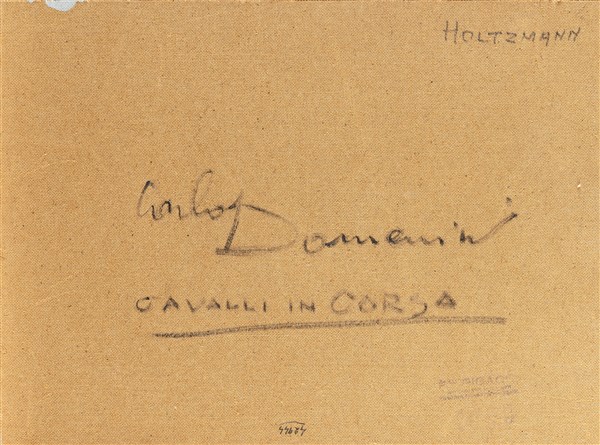 HOLTZMANN
Carlo Domenici
CAVALLI IN CORSA